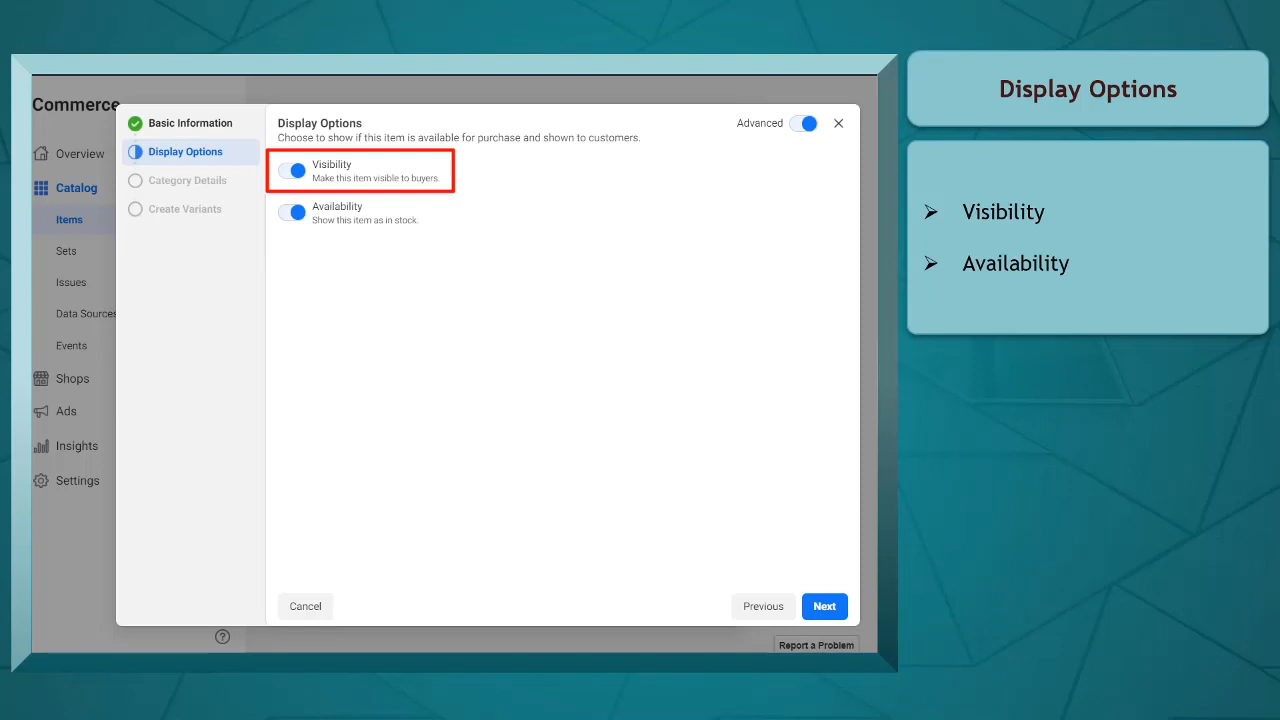 Commerce
Overview
Catalog
Items
Sets
Issues
Data Sources
Events
Shops
Ads
Insights
Settings
Basic Information
Display Options
Category Details
Create Variants
Display Options
Choose to show if this item is available for purchase and shown to customers.
Advanced
Visibility
Make this item visible to buyers.
Availability
Show this item as in stock.
Cancel
Previous
Next
?
Report a Problem
Display Options
Visibility
Availability